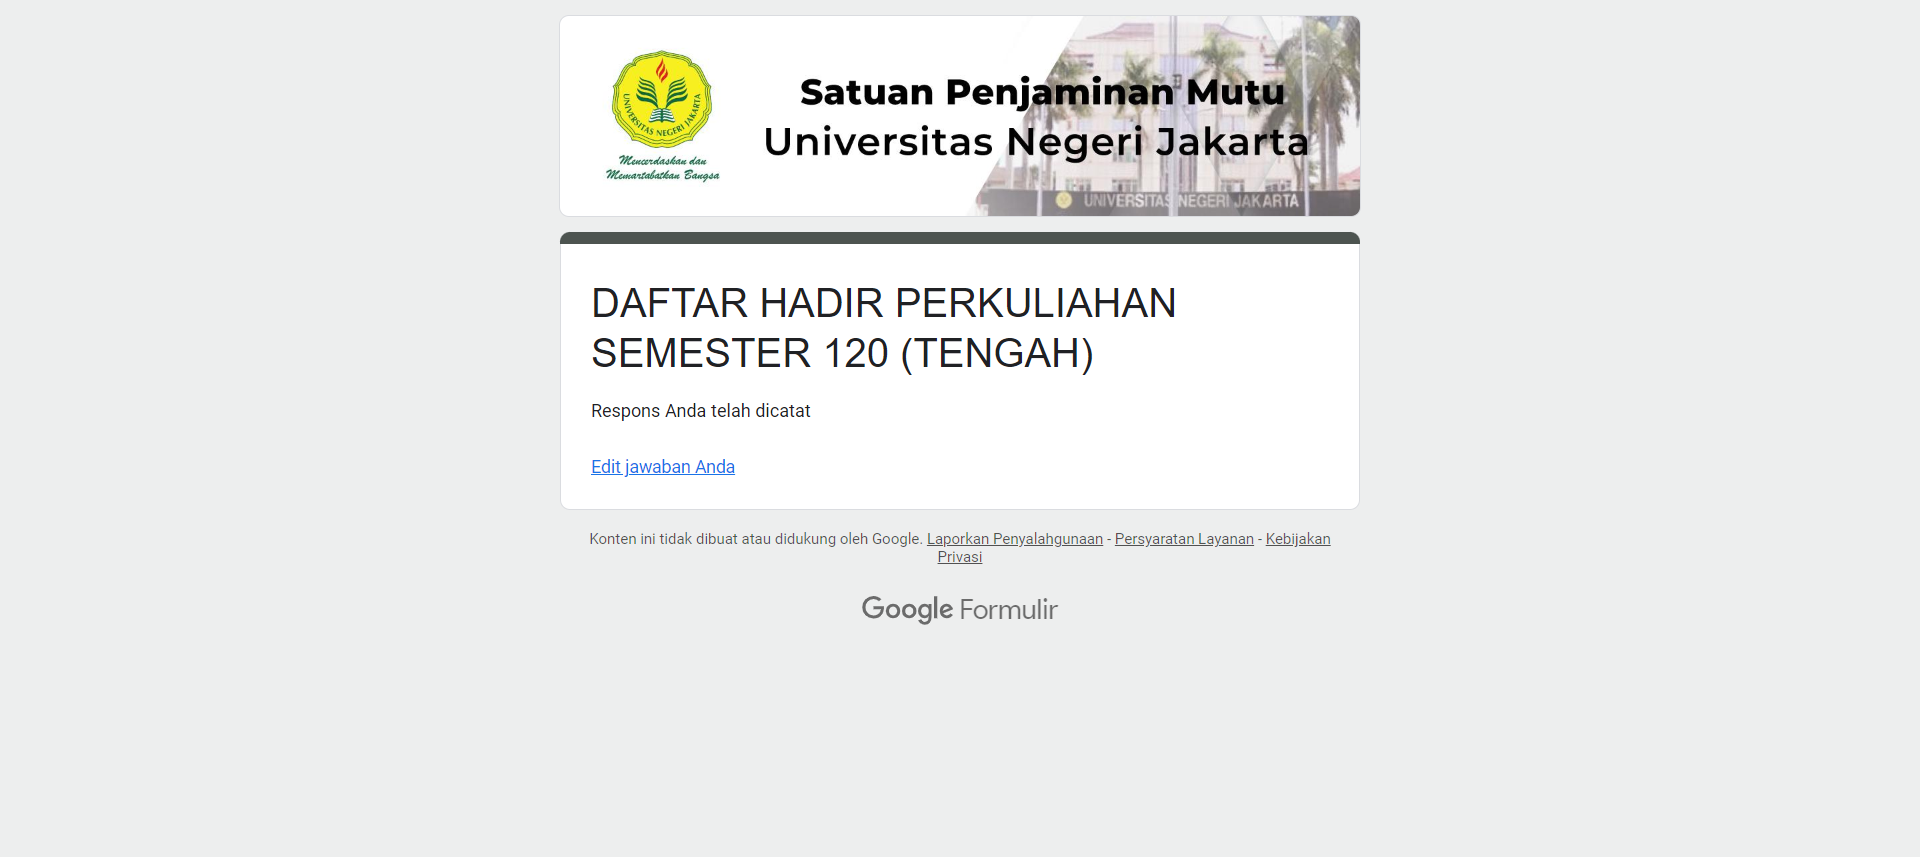 UNIVERSITAS NEGERI JAKARTA
Mencerdaskan dan
Memartabatkan Bangsa
Satuan Penjaminan Mutu
Universitas Negeri Jakarta
UNIVERSITAS NEGERI JAKARTA
DAFTAR HADIR PERKULIAHAN
SEMESTER 120 (TENGAH)
Respons Anda telah dicatat
Edit jawaban Anda
Konten ini tidak dibuat atau didukung oleh Google. Laporkan Penyalahgunaan - Persyaratan Layanan - Kebijakan
Privasi
Google Formulir